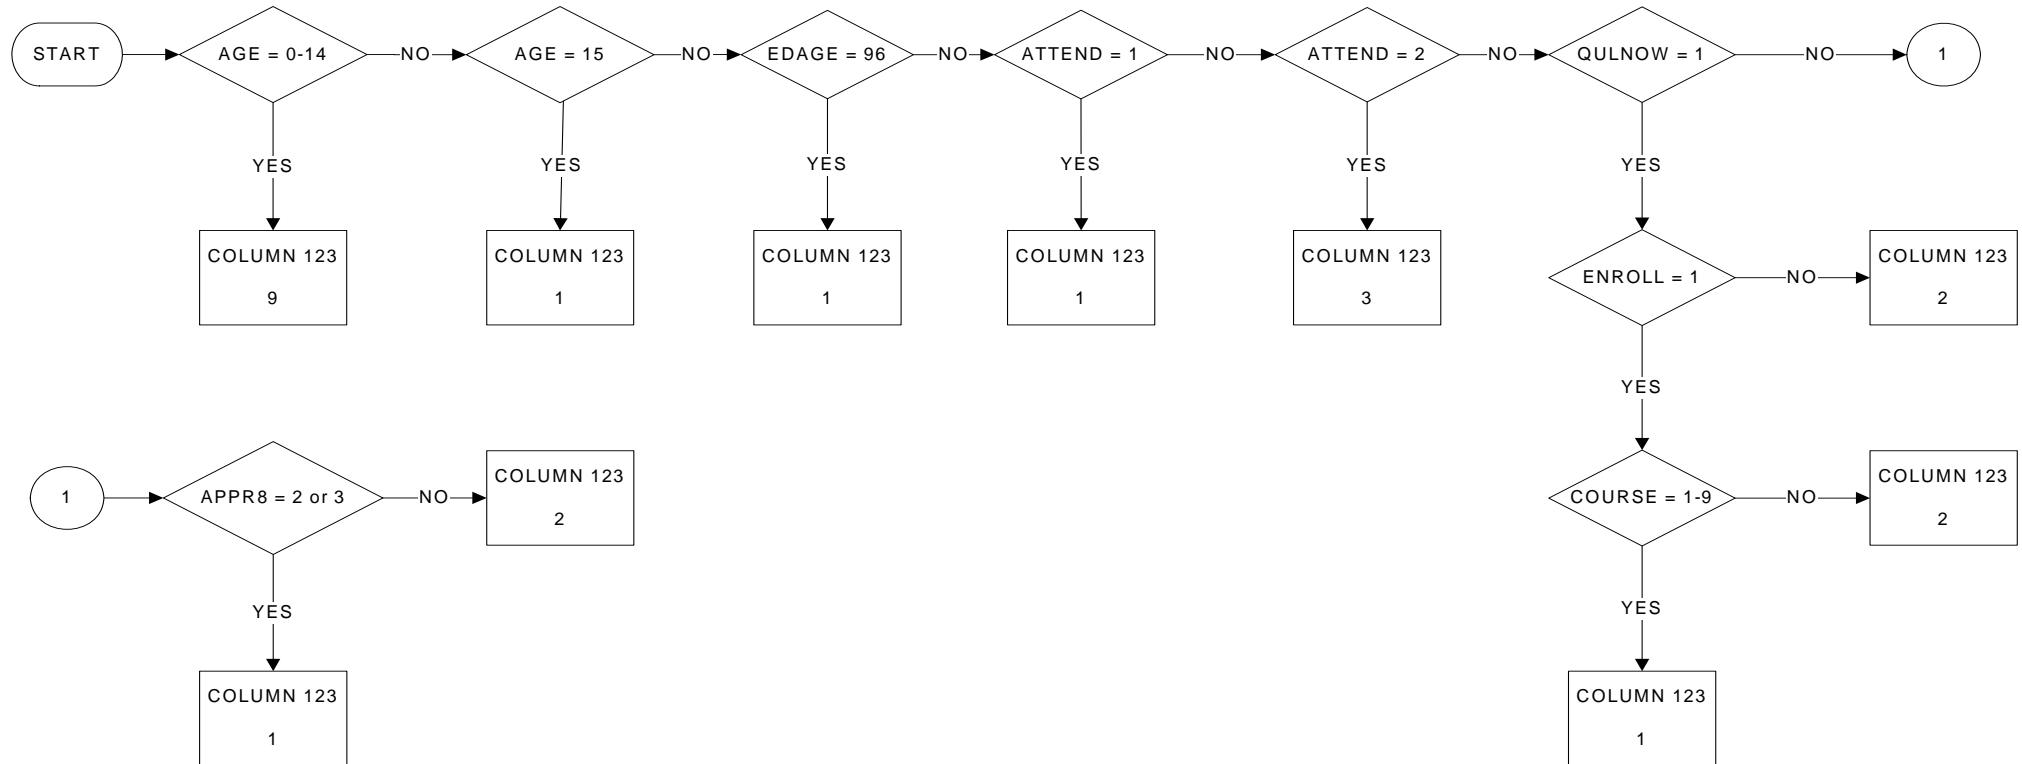 START
AGE = 0-14
NO
AGE = 15
NO
EDAGE = 96
NO
ATTEND = 1
NO
ATTEND = 2
NO
QULNOW = 1
NO
1
YES
YES
YES
YES
YES
YES
COLUMN 123
9
COLUMN 123
1
COLUMN 123
1
COLUMN 123
1
COLUMN 123
3
ENROLL = 1
NO
COLUMN 123
2
YES
1
APPR8 = 2 or 3
NO
COLUMN 123
2
COURSE = 1-9
NO
COLUMN 123
2
YES
YES
COLUMN 123
1
COLUMN 123
1